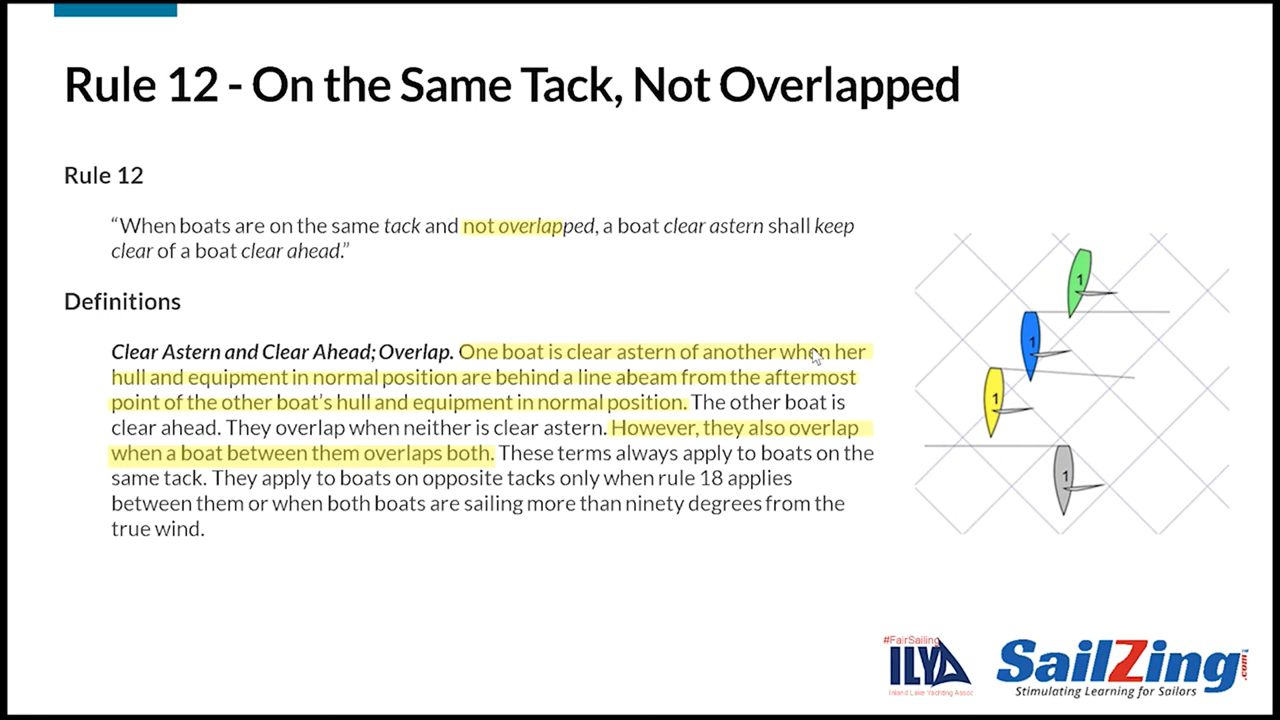 Rule 12 - On the Same Tack, Not Overlapped
Rule 12
“When boats are on the same tack and not overlapped, a boat clear astern shall keep
clear of a boat clear ahead.”
Definitions
Clear Astern and Clear Ahead; Overlap. One boat is clear astern of another when her
hull and equipment in normal position are behind a line abeam from the aftermost
point of the other boat’s hull and equipment in normal position. The other boat is
clear ahead. They overlap when neither is clear astern. However, they also overlap
when a boat between them overlaps both. These terms always apply to boats on the
same tack. They apply to boats on opposite tacks only when rule 18 applies
between them or when both boats are sailing more than ninety degrees from the
true wind.
1
1
1
1
#FairSailing
ILYA
Inland Lake Yachting Assoc.
SailZing.com
Stimulating Learning for Sailors